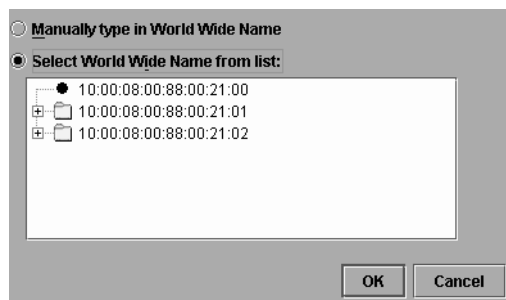 Manually type in World Wide Name
Select World Wide Name from list:
10:00:08:00:88:00:21:00
10:00:08:00:88:00:21:01
10:00:08:00:88:00:21:02
OK Cancel